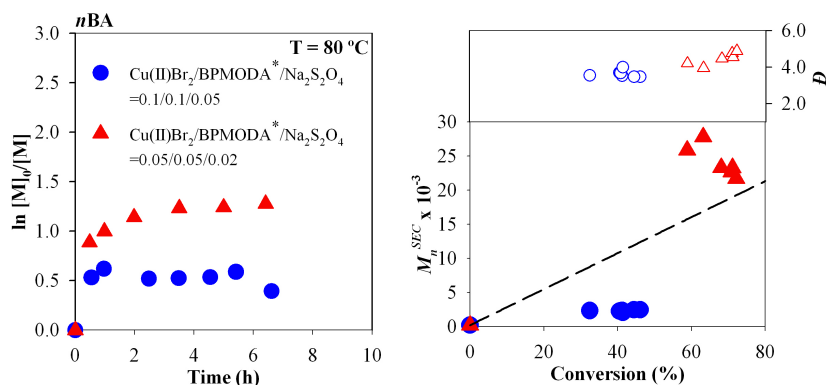 nBA
T = 80 ºC
Cu(II)Br2/BPMODA*/Na2S2O4
=0.1/0.1/0.05
Cu(II)Br2/BPMODA*/Na2S2O4
=0.05/0.05/0.02
ln [M]0/[M]
3.0
2.5
2.0
1.5
1.0
0.5
0.0
0 2 4 6 8 10
Time (h)
6.0
4.0
2.0
Đ
MnSEC x 10-3
30
25
20
15
10
5
0
0 20 40 60 80
Conversion (%)